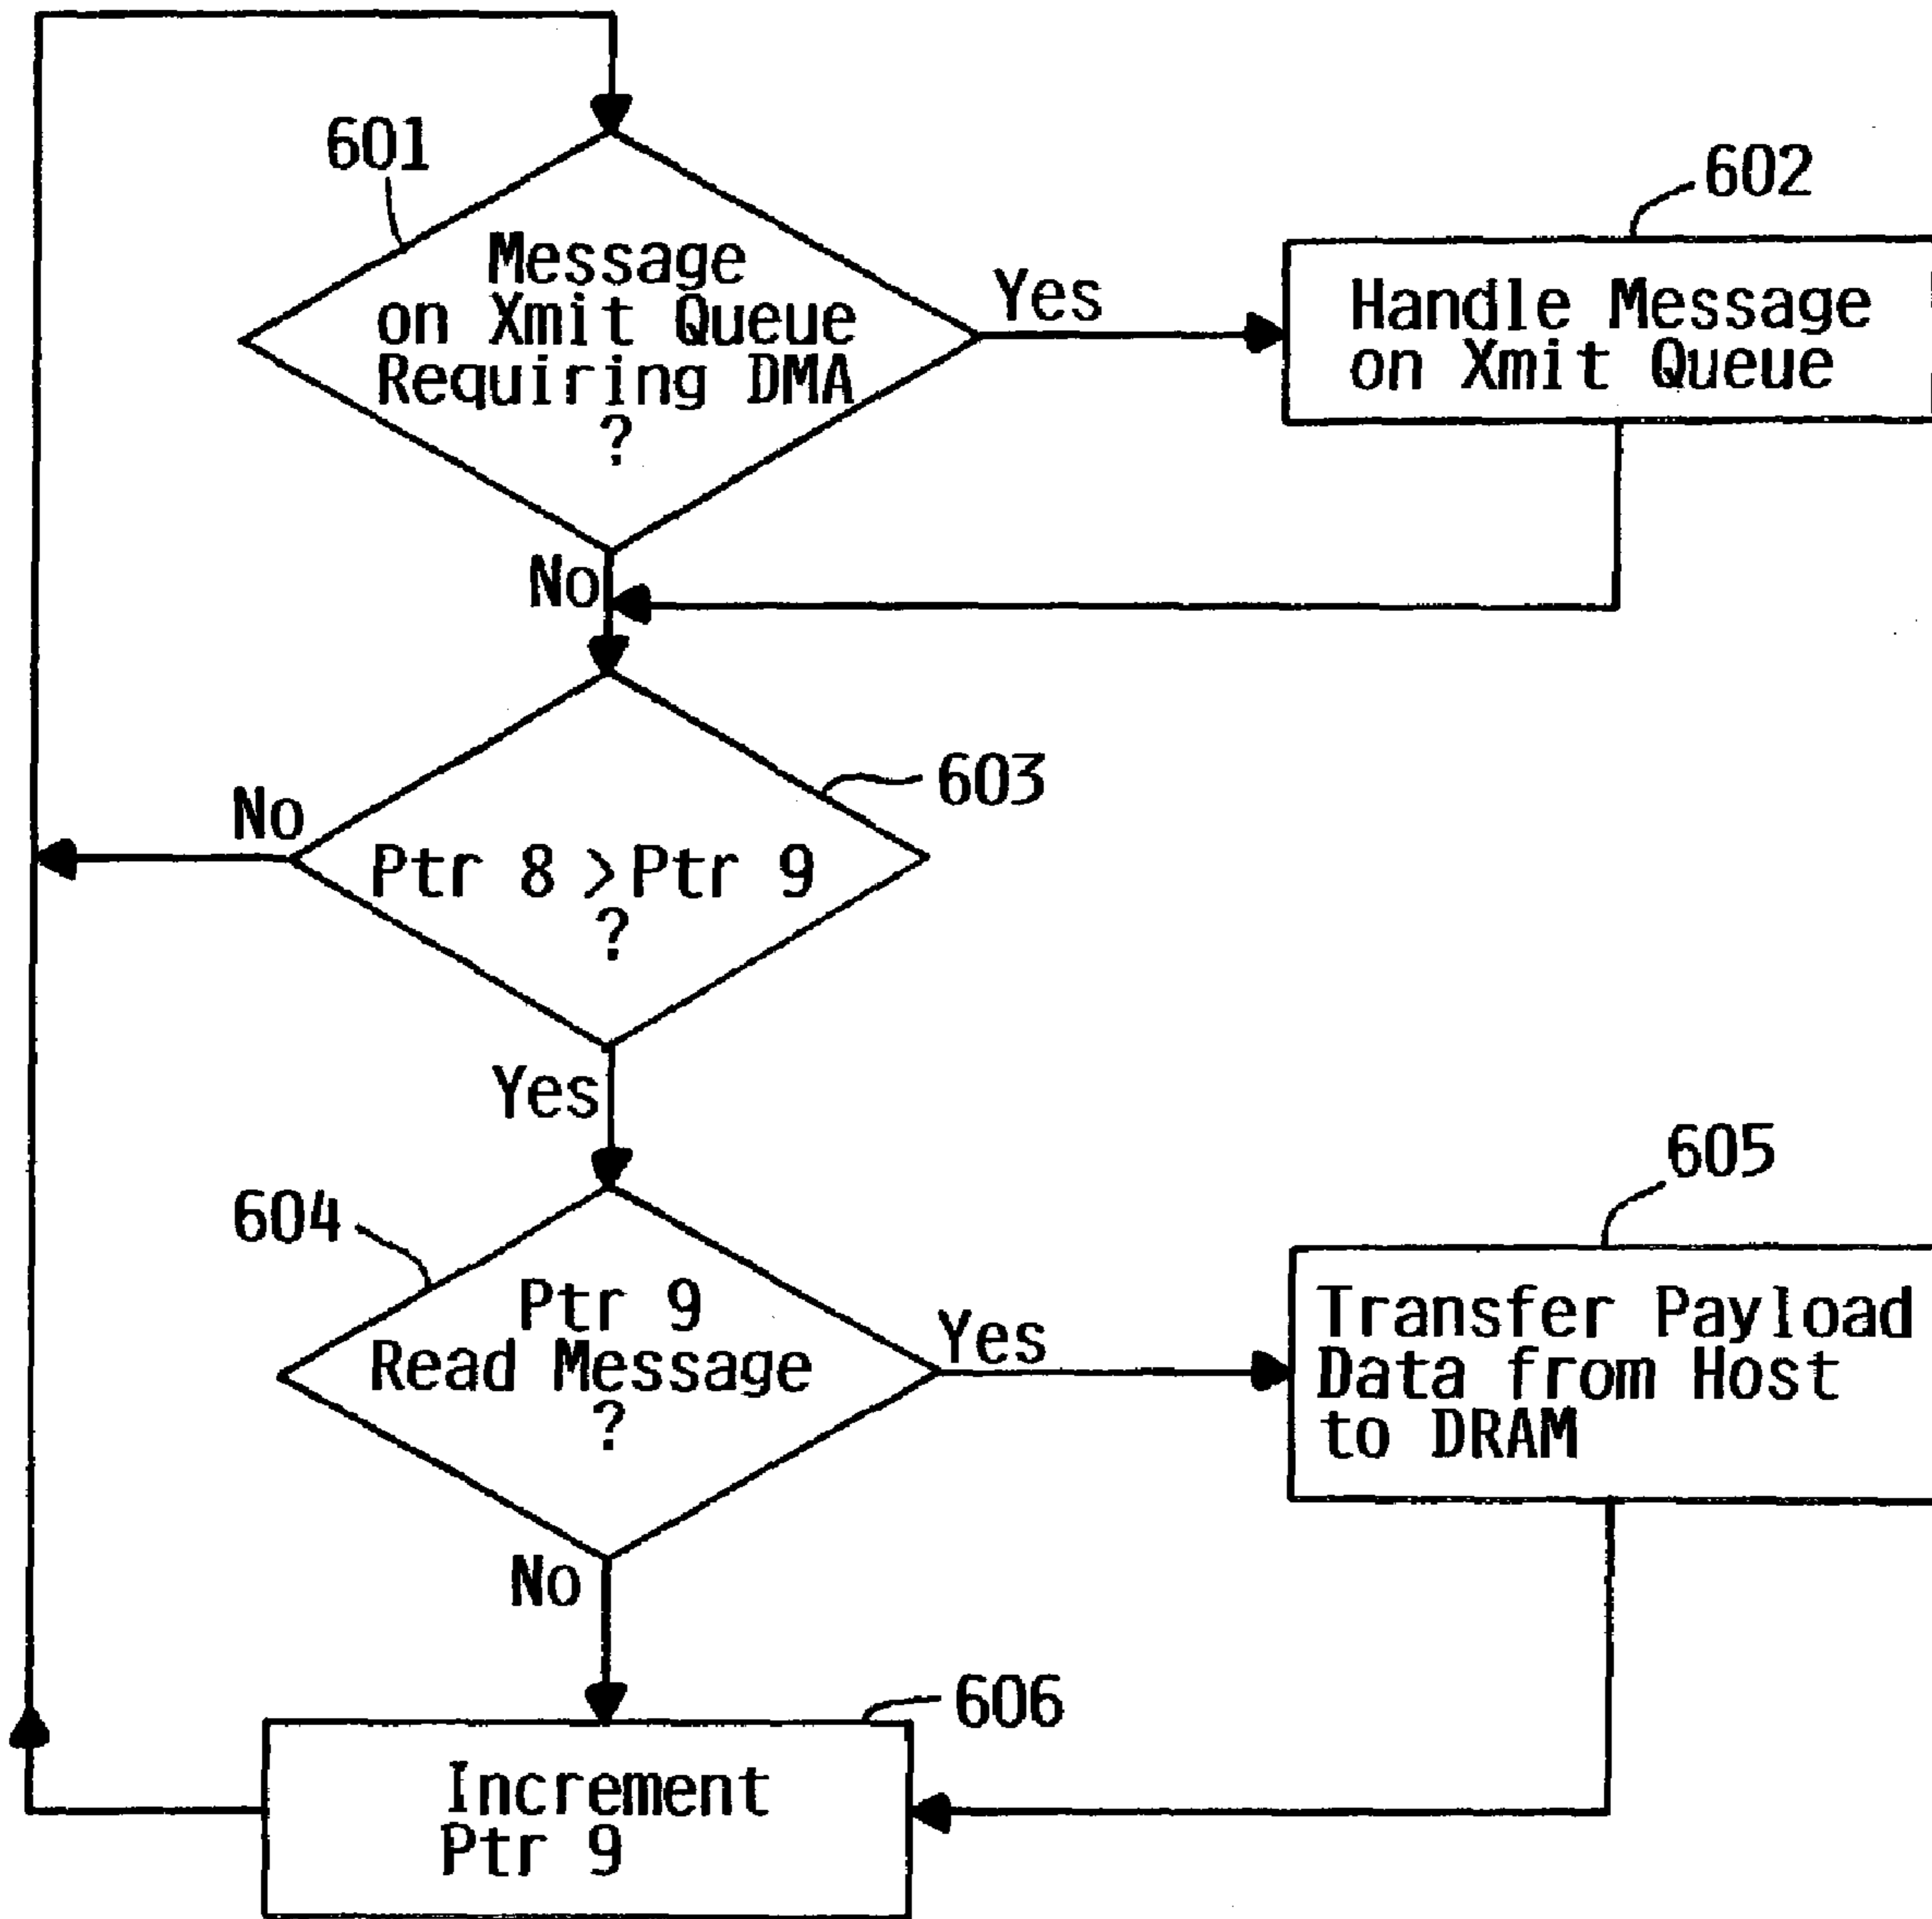 601
Message
on Xmit Queue
Requiring DMA
?
Yes
602
Handle Message
on Xmit Queue
No
603
No
Ptr 8 >Ptr 9
?
Yes
604
Ptr 9
Read Message
?
Yes
605
Transfer Payload
Data from Host
to DRAM
No
606
Increment
Ptr 9